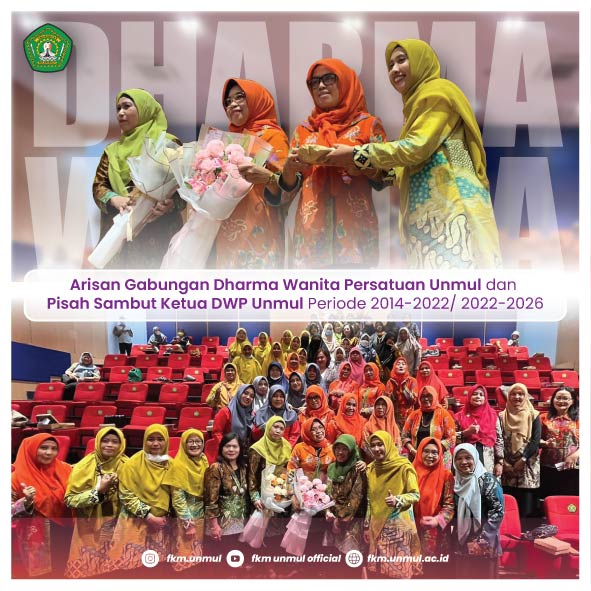 DHARMA
WANITA
Arisan Gabungan Dharma Wanita Persatuan Unmul dan
Pisah Sambut Ketua DWP Unmul Periode 2014-2022/ 2022-2026
fkm.unmul fkm unmul official fkm.unmul.ac.id